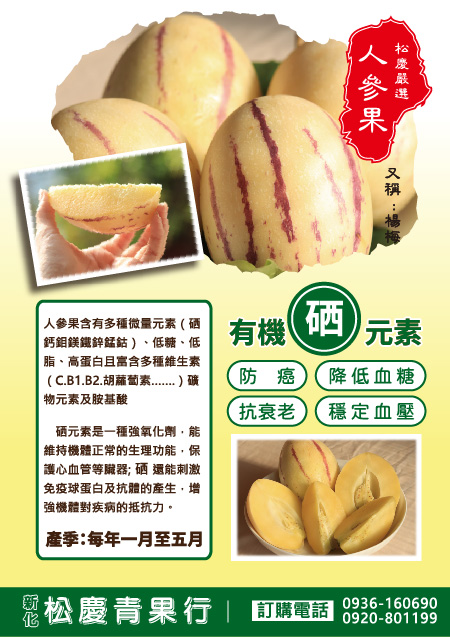 松慶嚴選
人參果
又稱：楊梅
人參果含有多種微量元素（硒
鈣鉬鎂鐵鋅錳鈷）、低糖、低
脂、高蛋白且富含多種維生素
（C.B1.B2.胡蘿蔔素.......）礦
物元素及胺基酸
硒元素是一種強氧化劑，能
維持機體正常的生理功能，保
護心血管等臟器; 硒 還能刺激
免疫球蛋白及抗體的產生，增
強機體對疾病的抵抗力。
產季：每年一月至五月
有機 硒 元素
防 癌
降低血糖
抗衰老
穩定血壓
新化 松慶青果行
訂購電話
0936-160690
0920-801199